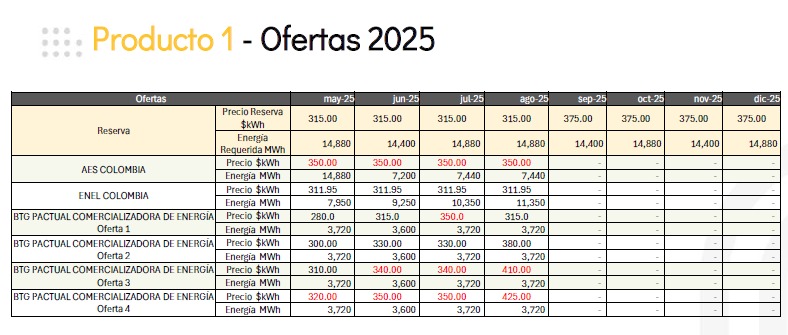 Producto 1 - Ofertas 2025
Ofertas may-25 jun-25 jul-25 ago-25 sep-25 oct-25 nov-25 dic-25
Reserva Precio Reserva $kWh 315.00 315.00 315.00 315.00 375.00 375.00 375.00 375.00
Energía Requerida MWh 14,880 14,400 14,880 14,880 14,400 14,880 14,400 14,880
AES COLOMBIA Precio $kWh 350.00 350.00 350.00 350.00 - - - -
Energía MWh 14,880 7,200 7,440 7,440 - - - -
ENEL COLOMBIA Precio $kWh 311.95 311.95 311.95 311.95 - - - -
Energía MWh 7,950 9,250 10,350 11,350 - - - -
BTG PACTUAL COMERCIALIZADORA DE ENERGÍA Oferta 1 Precio $kWh 280.0 315.0 350.0 315.0 - - - -
Energía MWh 3,720 3,600 3,720 3,720 - - - -
BTG PACTUAL COMERCIALIZADORA DE ENERGÍA Oferta 2 Precio $kWh 300.00 330.00 330.00 380.00 - - - -
Energía MWh 3,720 3,600 3,720 3,720 - - - -
BTG PACTUAL COMERCIALIZADORA DE ENERGÍA Oferta 3 Precio $kWh 310.00 340.00 340.00 410.00 - - - -
Energía MWh 3,720 3,600 3,720 3,720 - - - -
BTG PACTUAL COMERCIALIZADORA DE ENERGÍA Oferta 4 Precio $kWh 320.00 350.00 350.00 425.00 - - - -
Energía MWh 3,720 3,600 3,720 3,720 - - - -